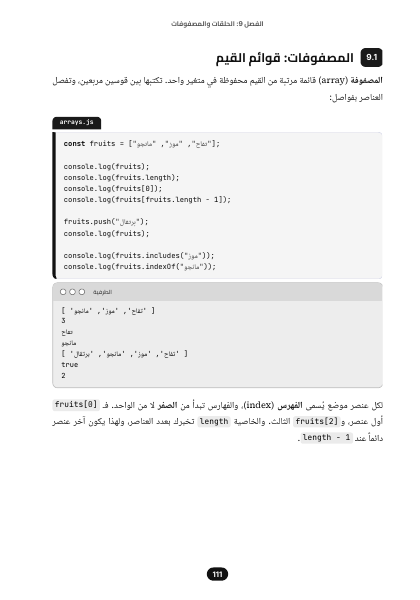 الفصل 9: الحلقات والمصفوفات
9.1 المصفوفات: قوائم القيم
المصفوفة (array) قائمة مرتبة من القيم محفوظة في متغير واحد. تكتبها بين قوسين مربعين، وتفصل
العناصر بفواصل:
arrays.js
const fruits = ["تفاح", "موز", "مانجو"];
console.log(fruits);
console.log(fruits.length);
console.log(fruits[0]);
console.log(fruits[fruits.length - 1]);
fruits.push("برتقال");
console.log(fruits);
console.log(fruits.includes("موز"));
console.log(fruits.indexOf("مانجو"));
الطرفية
[ 'تفاح', 'موز', 'مانجو' ]
3
تفاح
مانجو
[ 'تفاح', 'موز', 'مانجو', 'برتقال' ]
true
2
لكل عنصر موضع يُسمى الفهرس (index)، والفهارس تبدأ من الصفر لا من الواحد. فـ fruits[0]
أول عنصر، و fruits[2] الثالث. والخاصية length تخبرك بعدد العناصر، ولهذا يكون آخر عنصر
دائماً عند length - 1.
111